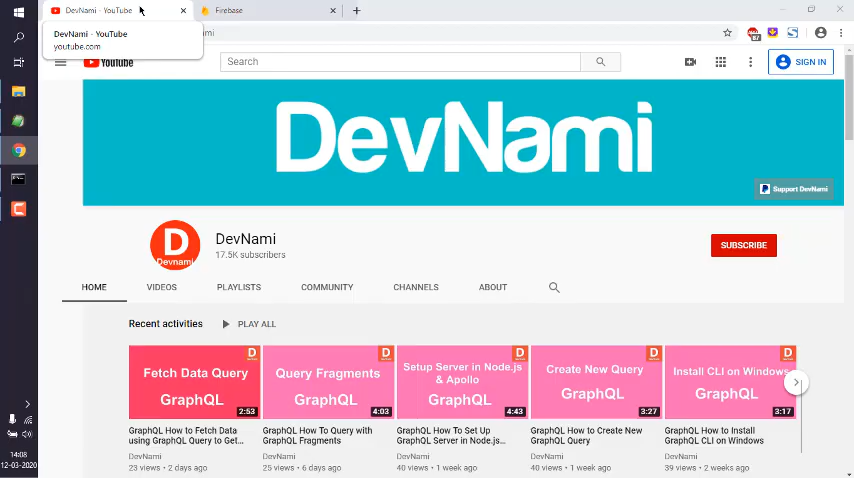 DevNami - YouTube
Firebase
DevNami - YouTube
youtube.com
ami
YouTube
Search
SIGN IN
DevNami
Support DevNami
D
Devnami
DevNami
17.5K subscribers
SUBSCRIBE
HOME
VIDEOS
PLAYLISTS
COMMUNITY
CHANNELS
ABOUT
Recent activities
PLAY ALL
Fetch Data Query
GraphQL
2:53
Query Fragments
GraphQL
4:03
Setup Server in Node.js
& Apollo
GraphQL
4:43
Create New Query
GraphQL
3:27
Install CLI on Windows
GraphQL
3:17
GraphQL How to Fetch Data
using GraphQL Query to Get...
DevNami
23 views • 2 days ago
GraphQL How To Query with
GraphQL Fragments
DevNami
25 views • 6 days ago
GraphQL How To Set Up
GraphQL Server in Node.js...
DevNami
40 views • 1 week ago
GraphQL How to Create New
GraphQL Query
DevNami
40 views • 1 week ago
GraphQL How to Install
GraphQL CLI on Windows
DevNami
39 views • 2 weeks ago
14:08
12-03-2020